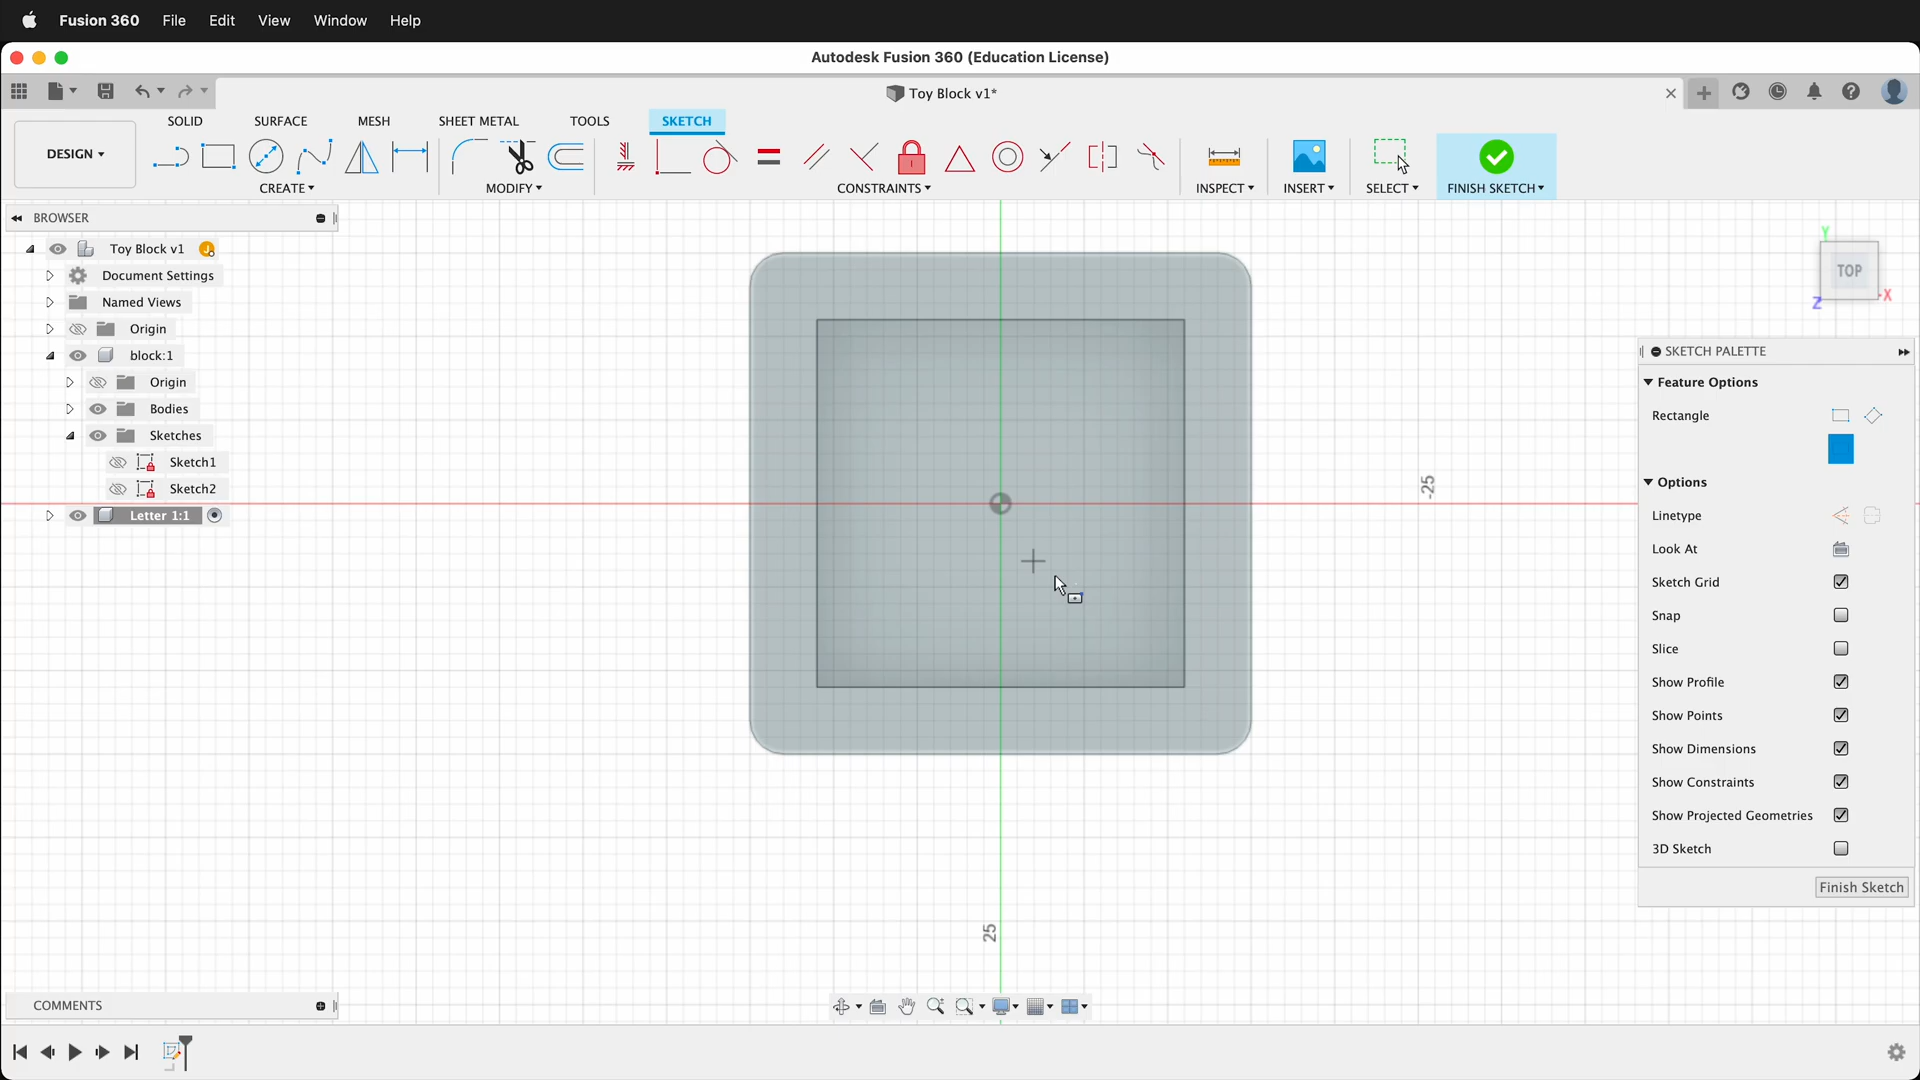 Fusion 360 File Edit View Window Help
Autodesk Fusion 360 (Education License)
Toy Block v1*
DESIGN
SOLID SURFACE MESH SHEET METAL TOOLS SKETCH
CREATE MODIFY CONSTRAINTS INSPECT INSERT SELECT FINISH SKETCH
BROWSER
Toy Block v1
Document Settings
Named Views
Origin
block:1
Origin
Bodies
Sketches
Sketch1
Sketch2
Letter 1:1
Y
TOP
X
Z
-25
25
SKETCH PALETTE
Feature Options
Rectangle
Options
Linetype
Look At
Sketch Grid
Snap
Slice
Show Profile
Show Points
Show Dimensions
Show Constraints
Show Projected Geometries
3D Sketch
Finish Sketch
COMMENTS